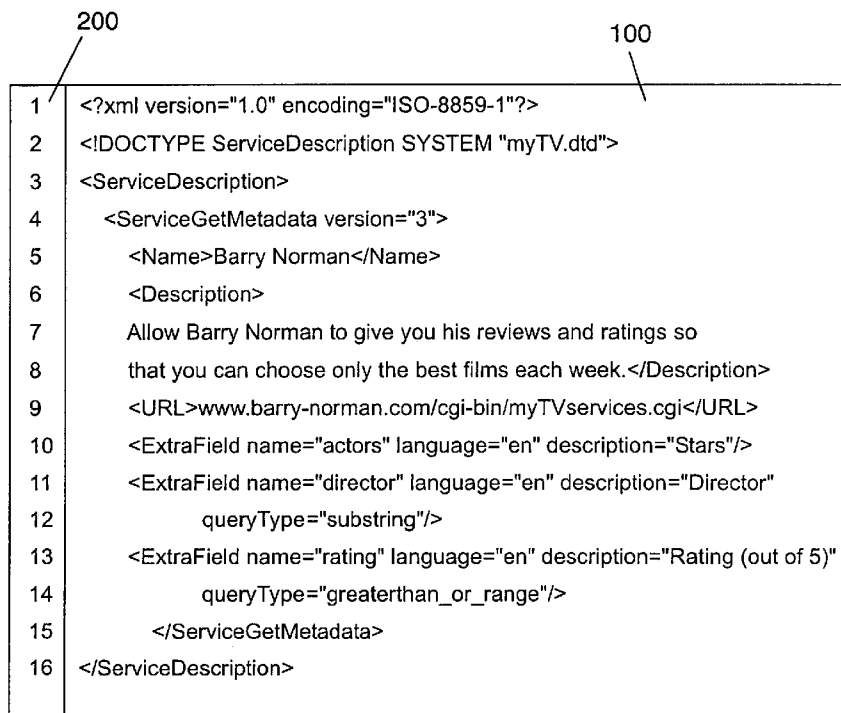 200
100
1 <?xml version="1.0" encoding="ISO-8859-1"?>
2 <!DOCTYPE ServiceDescription SYSTEM "myTV.dtd">
3 <ServiceDescription>
4 <ServiceGetMetadata version="3">
5 <Name>Barry Norman</Name>
6 <Description>
7 Allow Barry Norman to give you his reviews and ratings so
8 that you can choose only the best films each week.</Description>
9 <URL>www.barry-norman.com/cgi-bin/myTVservices.cgi</URL>
10 <ExtraField name="actors" language="en" description="Stars"/>
11 <ExtraField name="director" language="en" description="Director"
12 queryType="substring"/>
13 <ExtraField name="rating" language="en" description="Rating (out of 5)"
14 queryType="greaterthan_or_range"/>
15 </ServiceGetMetadata>
16 </ServiceDescription>